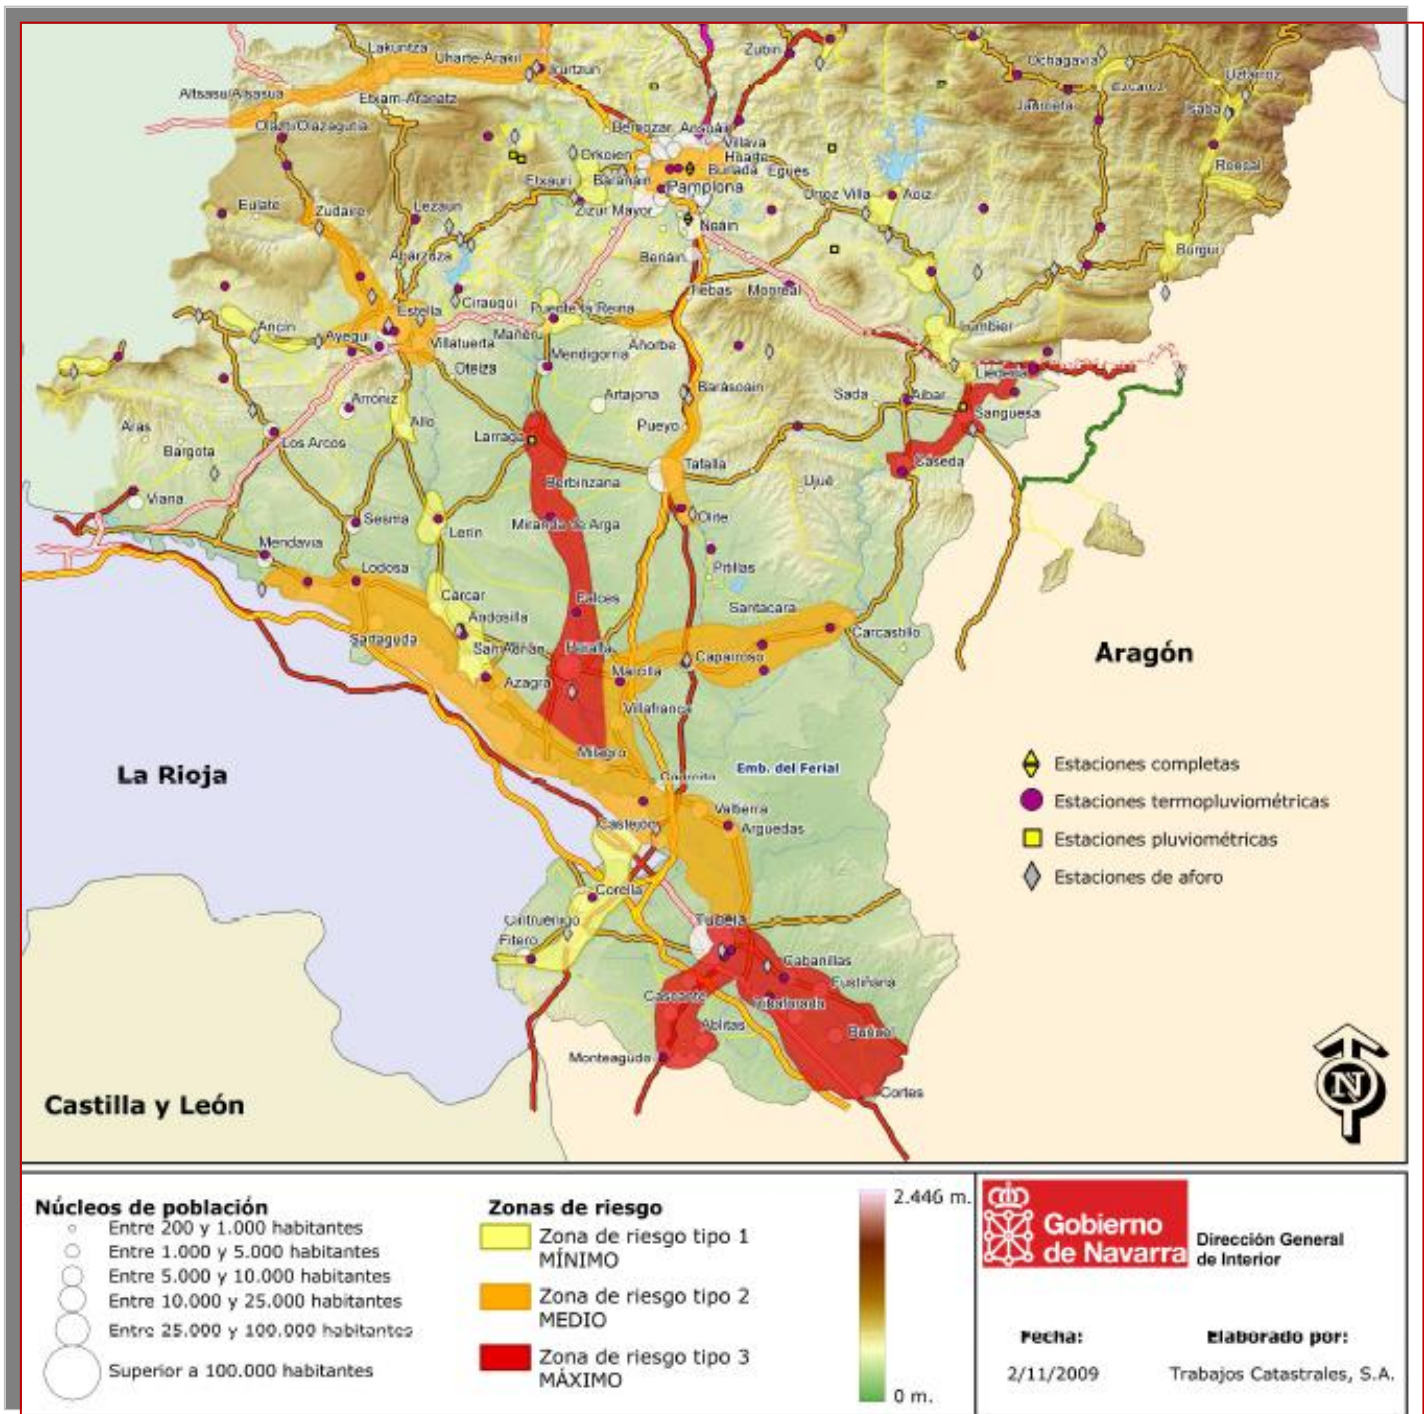 Lakuntza
Uharte-Arakil
Irurtzun
Zubiri
Ochagavia
Ezcaroz
Uztarroz
Altsasu/Alsasua
Etxarri-Aranatz
Jaurrieta
Isaba
Olazti/Olazagutia
Berriozar
Ansoáin
Villava
Huarte
Orkoien
Burlada
Egües
Roncal
Etxauri
Barañain
Pamplona
Urroz Villa
Aoiz
Eulate
Zudaire
Lezaun
Zizur Mayor
Noáin
Burgui
Abárzuza
Beriáin
Tiebas
Monreal
Cirauqui
Puente la Reina
Estella
Ancín
Ayegui
Mañeru
Lumbier
Villatuerta
Añorbe
Mendigorria
Oteiza
Liédena
Artajona
Barásoain
Sada
Aibar
Arróniz
Sangüesa
Aras
Allo
Pueyo
Los Arcos
Larraga
Bargota
Tafalla
Cáseda
Ujué
Berbinzana
Viana
Sesma
Lerin
Miranda de Arga
Olite
Mendavia
Pitillas
Lodosa
Cárcar
Falces
Santacara
Andosilla
Carcastillo
Sartaguda
San Adrián
Peralta
Caparroso
Aragón
Marcilla
Azagra
Villafranca
Milagro
La Rioja
Cadreita
Emb. del Ferial
Estaciones completas
Estaciones termopluviométricas
Valtierra
Castejón
Arguedas
Estaciones pluviométricas
Estaciones de aforo
Corella
Cintruénigo
Tudela
Fitero
Cabanillas
Fustiñana
Cascante
Ribaforada
Ablitas
Buñuel
Monteagudo
Cortes
Castilla y León
N
Núcleos de población
Entre 200 y 1.000 habitantes
Entre 1.000 y 5.000 habitantes
Entre 5.000 y 10.000 habitantes
Entre 10.000 y 25.000 habitantes
Entre 25.000 y 100.000 habitantes
Superior a 100.000 habitantes
Zonas de riesgo
Zona de riesgo tipo 1
MÍNIMO
Zona de riesgo tipo 2
MEDIO
Zona de riesgo tipo 3
MÁXIMO
2.446 m.
0 m.
Gobierno
de Navarra
Dirección General
de Interior
Fecha:
2/11/2009
Elaborado por:
Trabajos Catastrales, S.A.